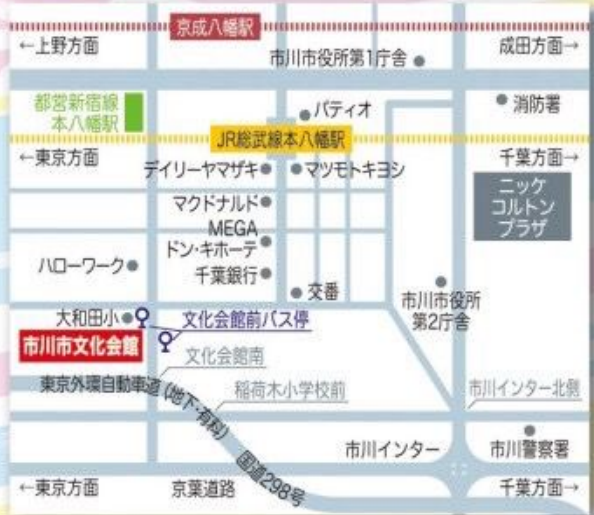 京成八幡駅
←上野方面
成田方面→
市川市役所第1庁舎
都営新宿線
本八幡駅
パティオ
消防署
JR総武線本八幡駅
←東京方面
千葉方面→
デイリーヤマザキ
マツモトキヨシ
ニッケ
コルトン
プラザ
マクドナルド
MEGA
ドン・キホーテ
ハローワーク
千葉銀行
交番
市川市役所
第2庁舎
大和田小
文化会館前バス停
市川市文化会館
文化会館南
東京外環自動車道(地下・有料)
稲荷木小学校前
市川インター北側
国道298号
市川インター
市川警察署
←東京方面
京葉道路
千葉方面→